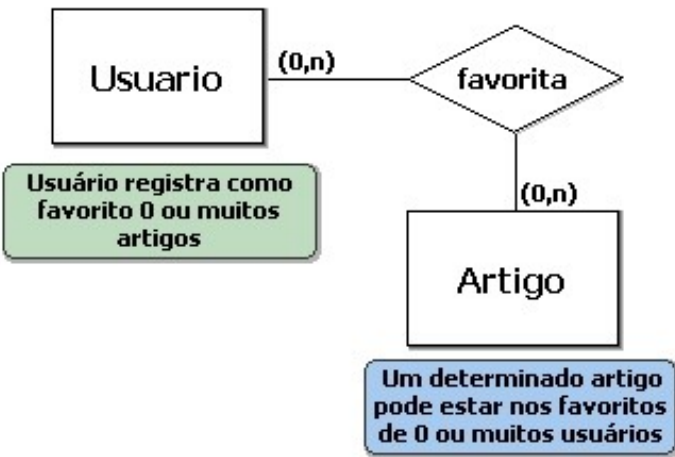 Usuario
(0,n)
favorita
Usuário registra como
favorito 0 ou muitos
artigos
(0,n)
Artigo
Um determinado artigo
pode estar nos favoritos
de 0 ou muitos usuários